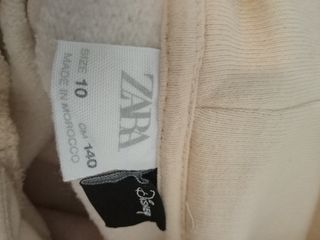 ZARA
SIZE 10 CM 140
MADE IN MOROCCO
Disney